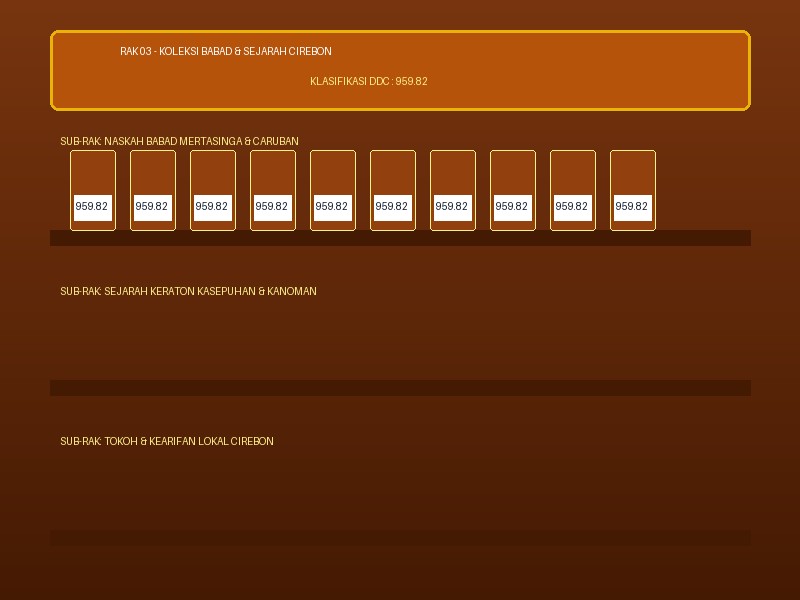 RAK 03 - KOLEKSI BABAD & SEJARAH CIREBON
KLASIFIKASI DDC : 959.82
SUB-RAK: NASKAH BABAD MERTASINGA & CARUBAN
959.82 959.82 959.82 959.82 959.82 959.82 959.82 959.82 959.82 959.82
SUB-RAK: SEJARAH KERATON KASEPUHAN & KANOMAN
SUB-RAK: TOKOH & KEARIFAN LOKAL CIREBON